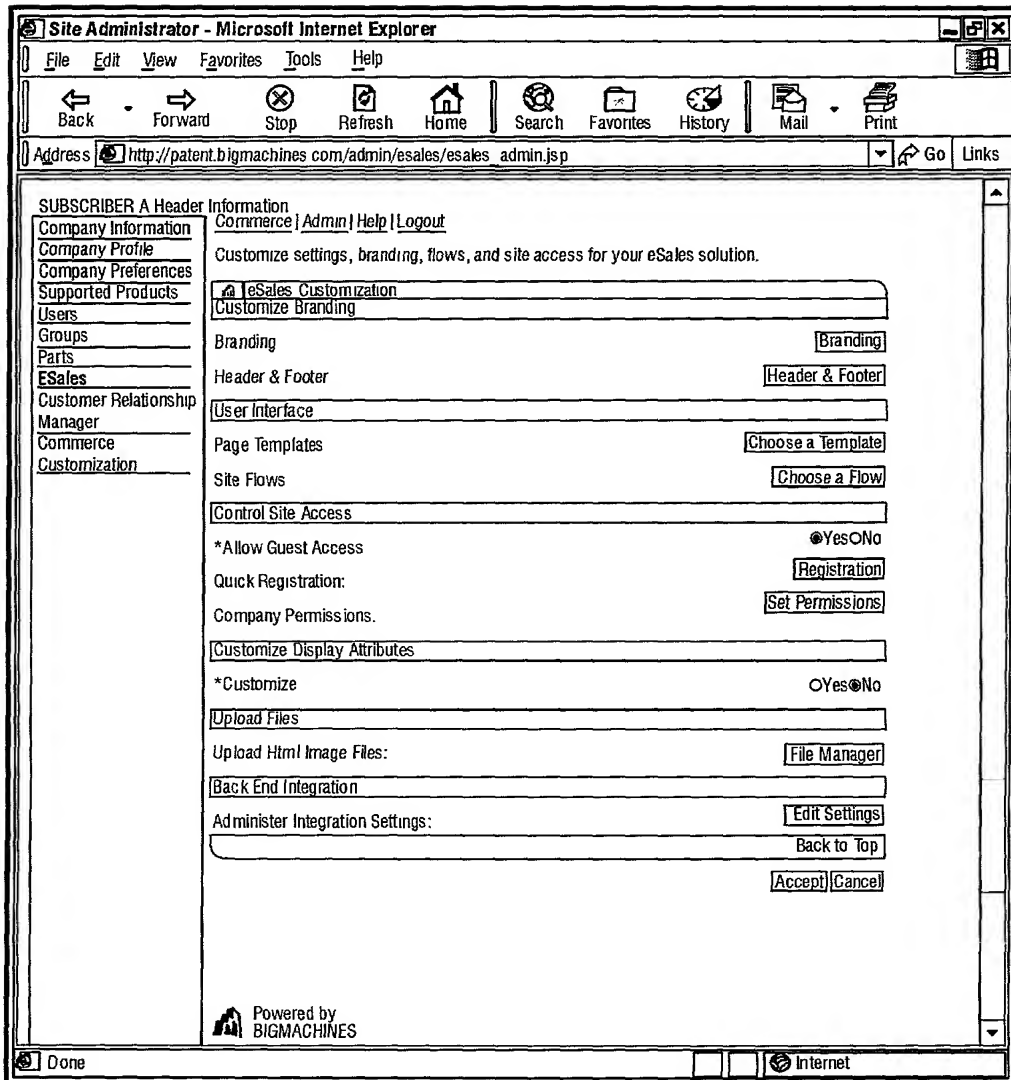 Site Administrator - Microsoft Internet Explorer
File Edit View Favorites Tools Help
Back Forward Stop Refresh Home Search Favorites History Mail Print
Address http://patent.bigmachines com/admin/esales/esales_admin.jsp Go Links
SUBSCRIBER A Header Information
Company Information
Company Profile
Company Preferences
Supported Products
Users
Groups
Parts
ESales
Customer Relationship
Manager
Commerce
Customization
Commerce | Admin | Help | Logout
Customize settings, branding, flows, and site access for your eSales solution.
eSales Customization
Customize Branding
Branding Branding
Header & Footer Header & Footer
User Interface
Page Templates Choose a Template
Site Flows Choose a Flow
Control Site Access
*Allow Guest Access Yes No
Quick Registration: Registration
Company Permissions. Set Permissions
Customize Display Attributes
*Customize Yes No
Upload Files
Upload Html Image Files: File Manager
Back End Integration
Administer Integration Settings: Edit Settings
Back to Top
Accept Cancel
Powered by
BIGMACHINES
Done Internet